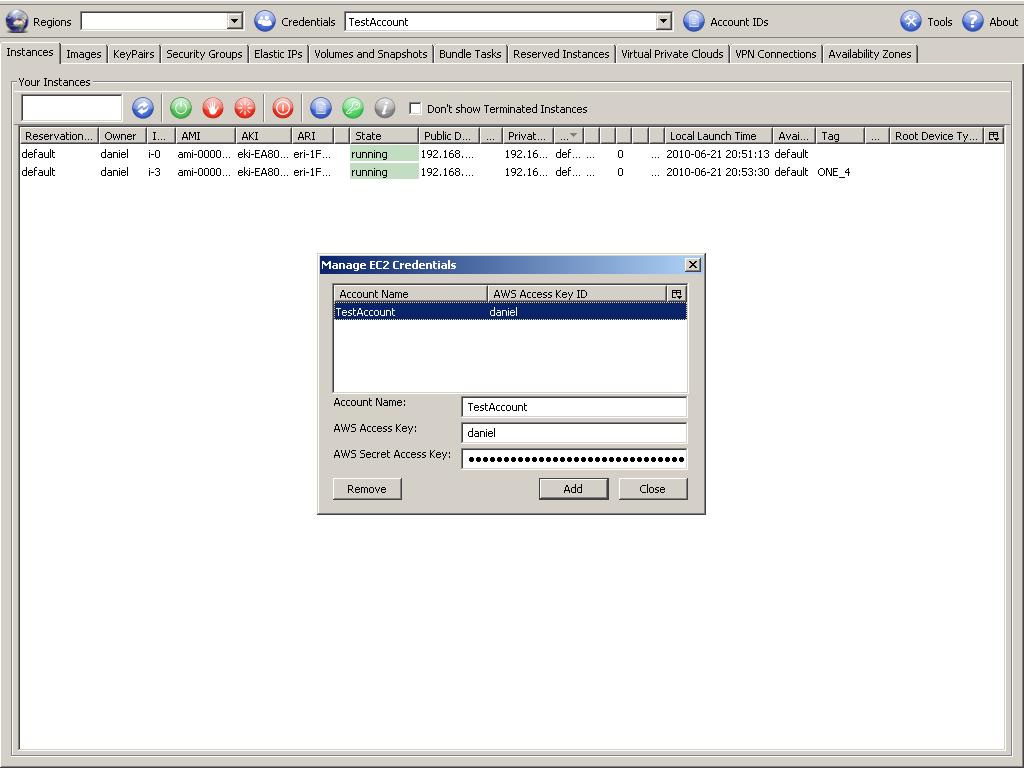 Regions Credentials TestAccount Account IDs Tools About
Instances Images KeyPairs Security Groups Elastic IPs Volumes and Snapshots Bundle Tasks Reserved Instances Virtual Private Clouds VPN Connections Availability Zones
Your Instances
Don't show Terminated Instances
Reservation... Owner I... AMI AKI ARI State Public D... ... Privat... ... Local Launch Time Avai... Tag ... Root Device Ty...
default daniel i-0 ami-0000... eki-EA80... eri-1F... running 192.168.... 192.16... def... ... 0 ... 2010-06-21 20:51:13 default
default daniel i-3 ami-0000... eki-EA80... eri-1F... running 192.168.... 192.16... def... ... 0 ... 2010-06-21 20:53:30 default ONE_4
Manage EC2 Credentials
Account Name AWS Access Key ID
TestAccount daniel
Account Name: TestAccount
AWS Access Key: daniel
AWS Secret Access Key: ●●●●●●●●●●●●●●●●●●●●●●●●●●●●●●●
Remove Add Close